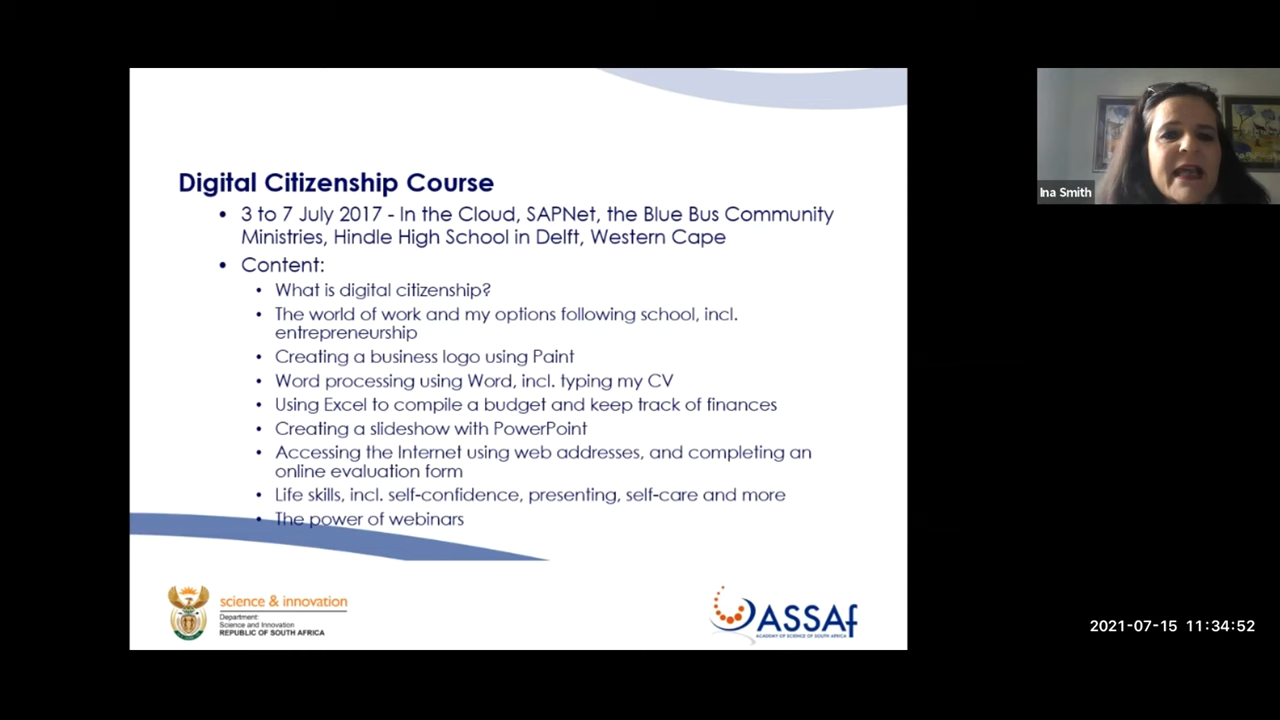 Digital Citizenship Course
• 3 to 7 July 2017 - In the Cloud, SAPNet, the Blue Bus Community
Ministries, Hindle High School in Delft, Western Cape
• Content:
• What is digital citizenship?
• The world of work and my options following school, incl.
entrepreneurship
• Creating a business logo using Paint
• Word processing using Word, incl. typing my CV
• Using Excel to compile a budget and keep track of finances
• Creating a slideshow with PowerPoint
• Accessing the Internet using web addresses, and completing an
online evaluation form
• Life skills, incl. self-confidence, presenting, self-care and more
• The power of webinars
science & innovation
Department:
Science and Innovation
REPUBLIC OF SOUTH AFRICA
ASSAf
ACADEMY OF SCIENCE OF SOUTH AFRICA
Ina Smith
2021-07-15 11:34:52